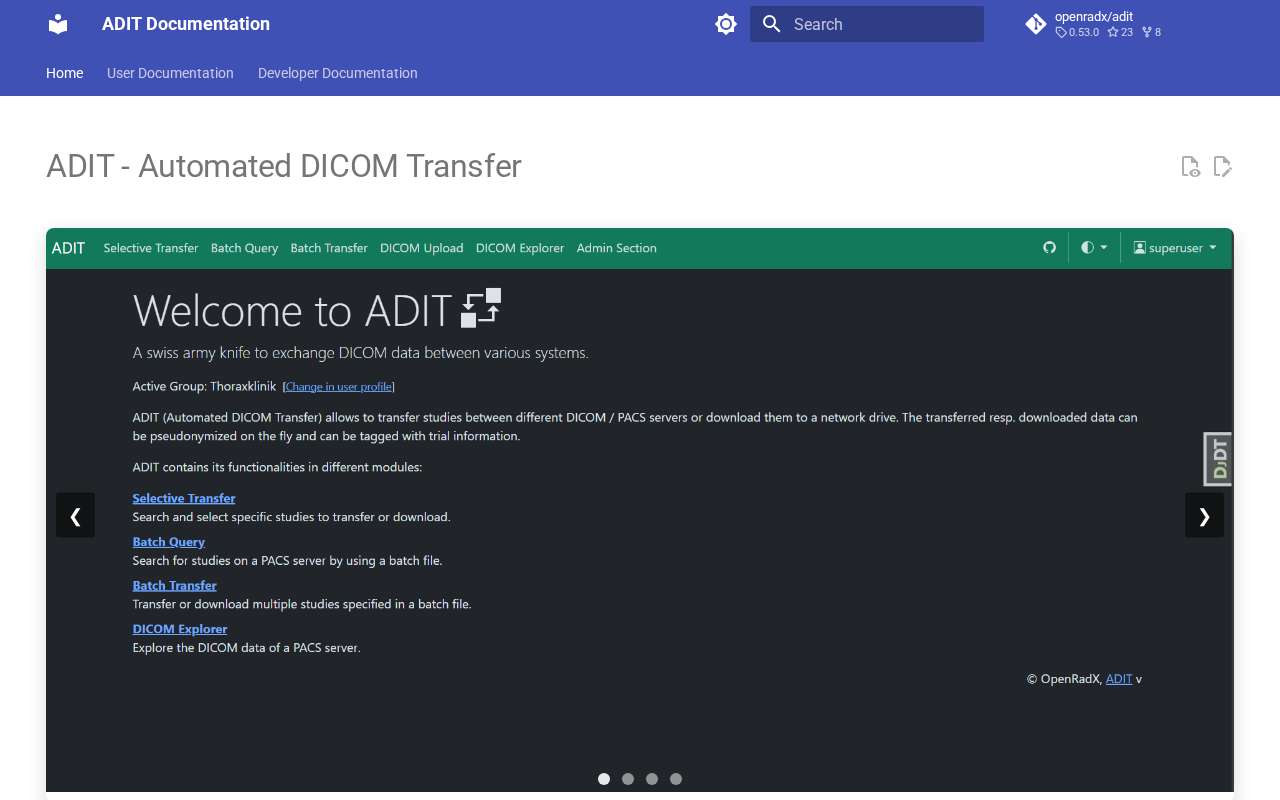 ADIT Documentation
Search
openradx/adit
0.53.0 23 8
Home User Documentation Developer Documentation
ADIT - Automated DICOM Transfer
ADIT Selective Transfer Batch Query Batch Transfer DICOM Upload DICOM Explorer Admin Section superuser
Welcome to ADIT
A swiss army knife to exchange DICOM data between various systems.
Active Group: Thoraxklinik [Change in user profile]
ADIT (Automated DICOM Transfer) allows to transfer studies between different DICOM / PACS servers or download them to a network drive. The transferred resp. downloaded data can
be pseudonymized on the fly and can be tagged with trial information.
ADIT contains its functionalities in different modules:
DJDT
Selective Transfer
Search and select specific studies to transfer or download.
Batch Query
Search for studies on a PACS server by using a batch file.
Batch Transfer
Transfer or download multiple studies specified in a batch file.
DICOM Explorer
Explore the DICOM data of a PACS server.
© OpenRadX, ADIT v